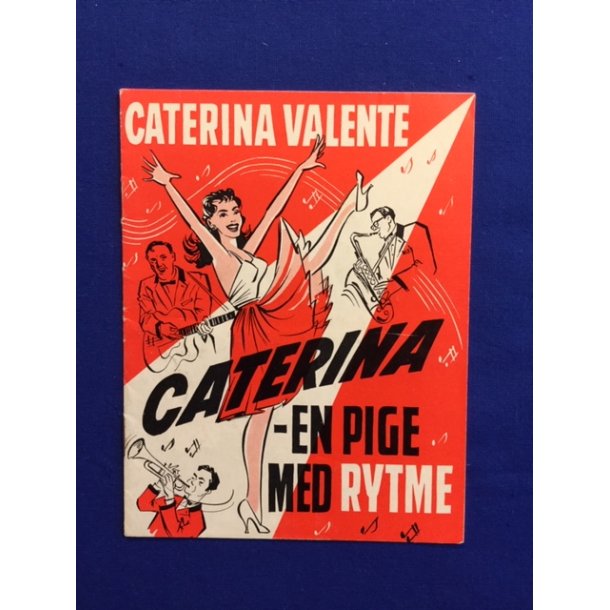 CATERINA VALENTE
CATERINA
-EN PIGE
MED RYTME